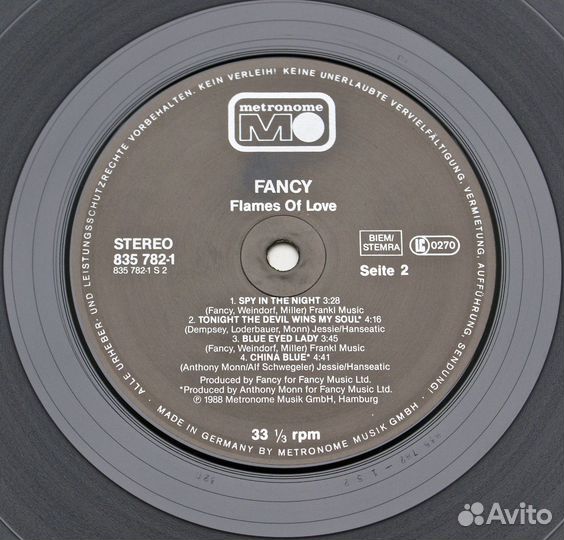 ALLE URHEBER- UND LEISTUNGSSCHUTZRECHTE VORBEHALTEN. KEIN VERLEIH! KEINE UNERLAUBTE VERVIELFÄLTIGUNG, VERMIETUNG, AUFFÜHRUNG, SENDUNG!
metronome
M
FANCY
Flames Of Love
STEREO
835 782-1
835 782-1 S 2
BIEM/
STEMRA
LC 0270
Seite 2
1. SPY IN THE NIGHT 3:28
(Fancy, Weindorf, Miller) Frankl Music
2. TONIGHT THE DEVIL WINS MY SOUL* 4:16
(Dempsey, Loderbauer, Monn) Jessie/Hanseatic
3. BLUE EYED LADY 3:45
(Fancy, Weindorf, Miller) Frankl Music
4. CHINA BLUE* 4:41
(Anthony Monn/Alf Schwegeler) Jessie/Hanseatic
Produced by Fancy for Fancy Music Ltd.
*Produced by Anthony Monn for Fancy Music Ltd.
℗ 1988 Metronome Musik GmbH, Hamburg
33 ⅓ rpm
· MADE IN GERMANY BY METRONOME MUSIK GMBH ·
Avito